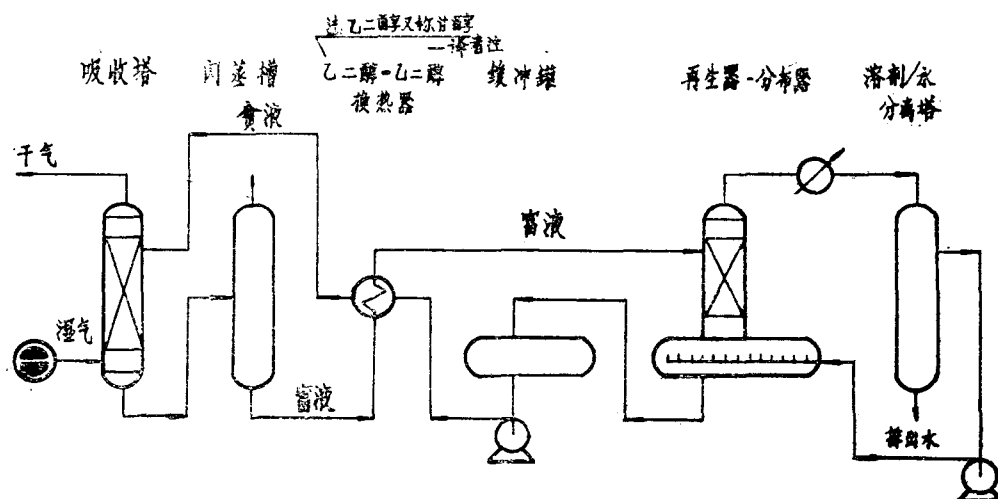 注乙二醇又称甘醇
—译者注
吸收塔
闪蒸槽
乙二醇-乙二醇
换热器
缓冲罐
再生器-分布器
溶剂/水
分离塔
贫液
干气
富液
湿气
富液
排出水